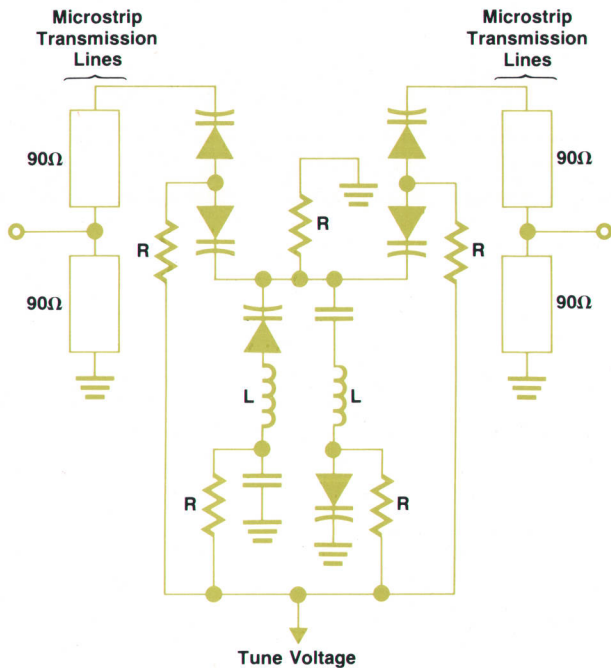 Microstrip
Transmission
Lines
Microstrip
Transmission
Lines
90Ω
90Ω
R
R
R
90Ω
90Ω
L
L
R
R
Tune Voltage